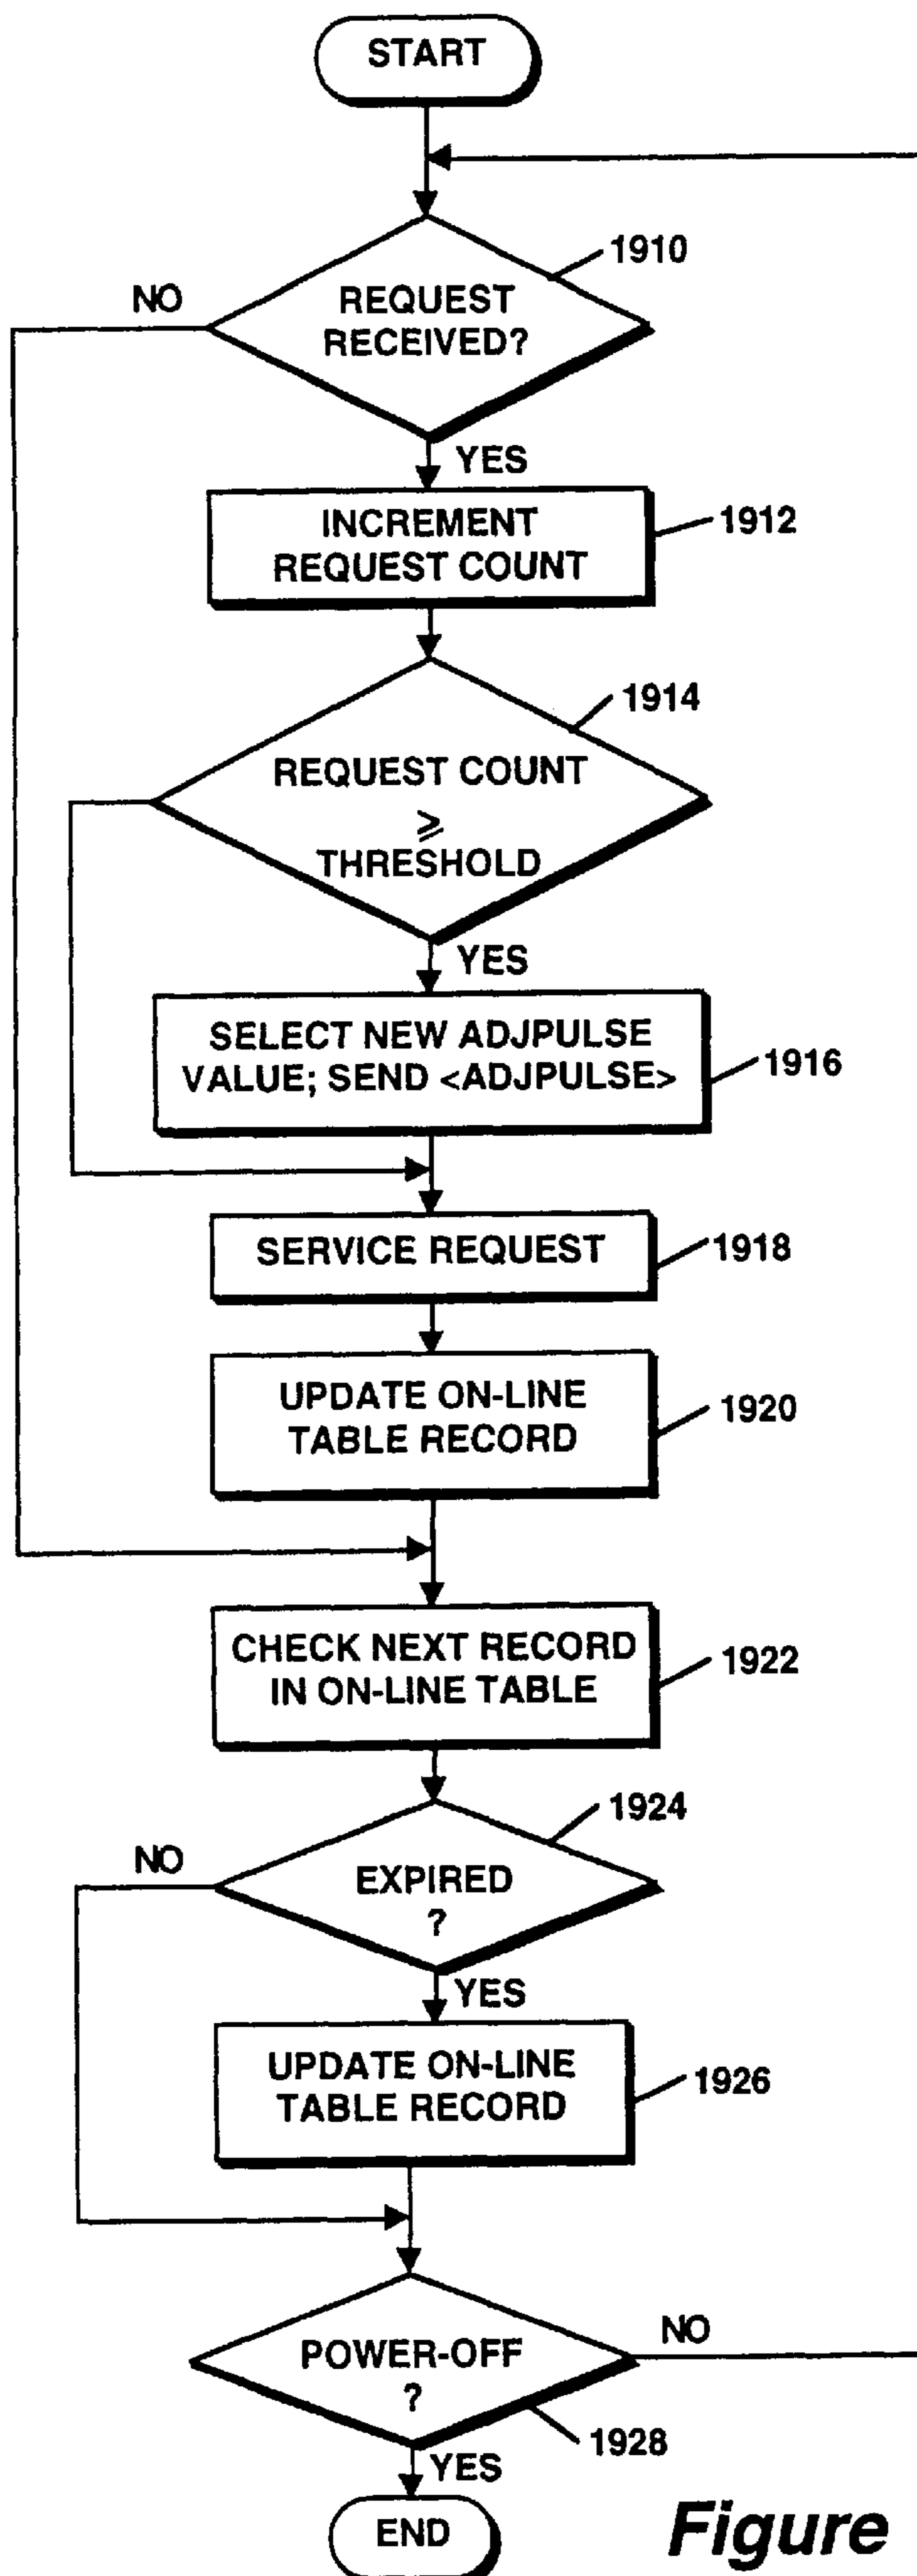 START
1910
NO
REQUEST
RECEIVED?
YES
INCREMENT
REQUEST COUNT
1912
1914
REQUEST COUNT
⩾
THRESHOLD
YES
SELECT NEW ADJPULSE
VALUE; SEND <ADJPULSE>
1916
SERVICE REQUEST
1918
UPDATE ON-LINE
TABLE RECORD
1920
CHECK NEXT RECORD
IN ON-LINE TABLE
1922
1924
NO
EXPIRED
?
YES
UPDATE ON-LINE
TABLE RECORD
1926
POWER-OFF
?
NO
1928
YES
END
Figure